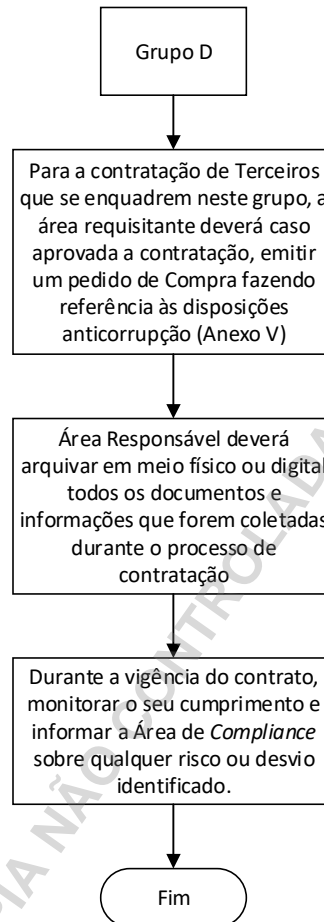 Grupo D
Para a contratação de Terceiros
que se enquadrem neste grupo, a
área requisitante deverá caso
aprovada a contratação, emitir
um pedido de Compra fazendo
referência às disposições
anticorrupção (Anexo V)
Área Responsável deverá
arquivar em meio físico ou digital
todos os documentos e
informações que forem coletadas
durante o processo de
contratação
Durante a vigência do contrato,
monitorar o seu cumprimento e
informar a Área de Compliance
sobre qualquer risco ou desvio
identificado.
Fim
PIA NÃO CONTROLADA